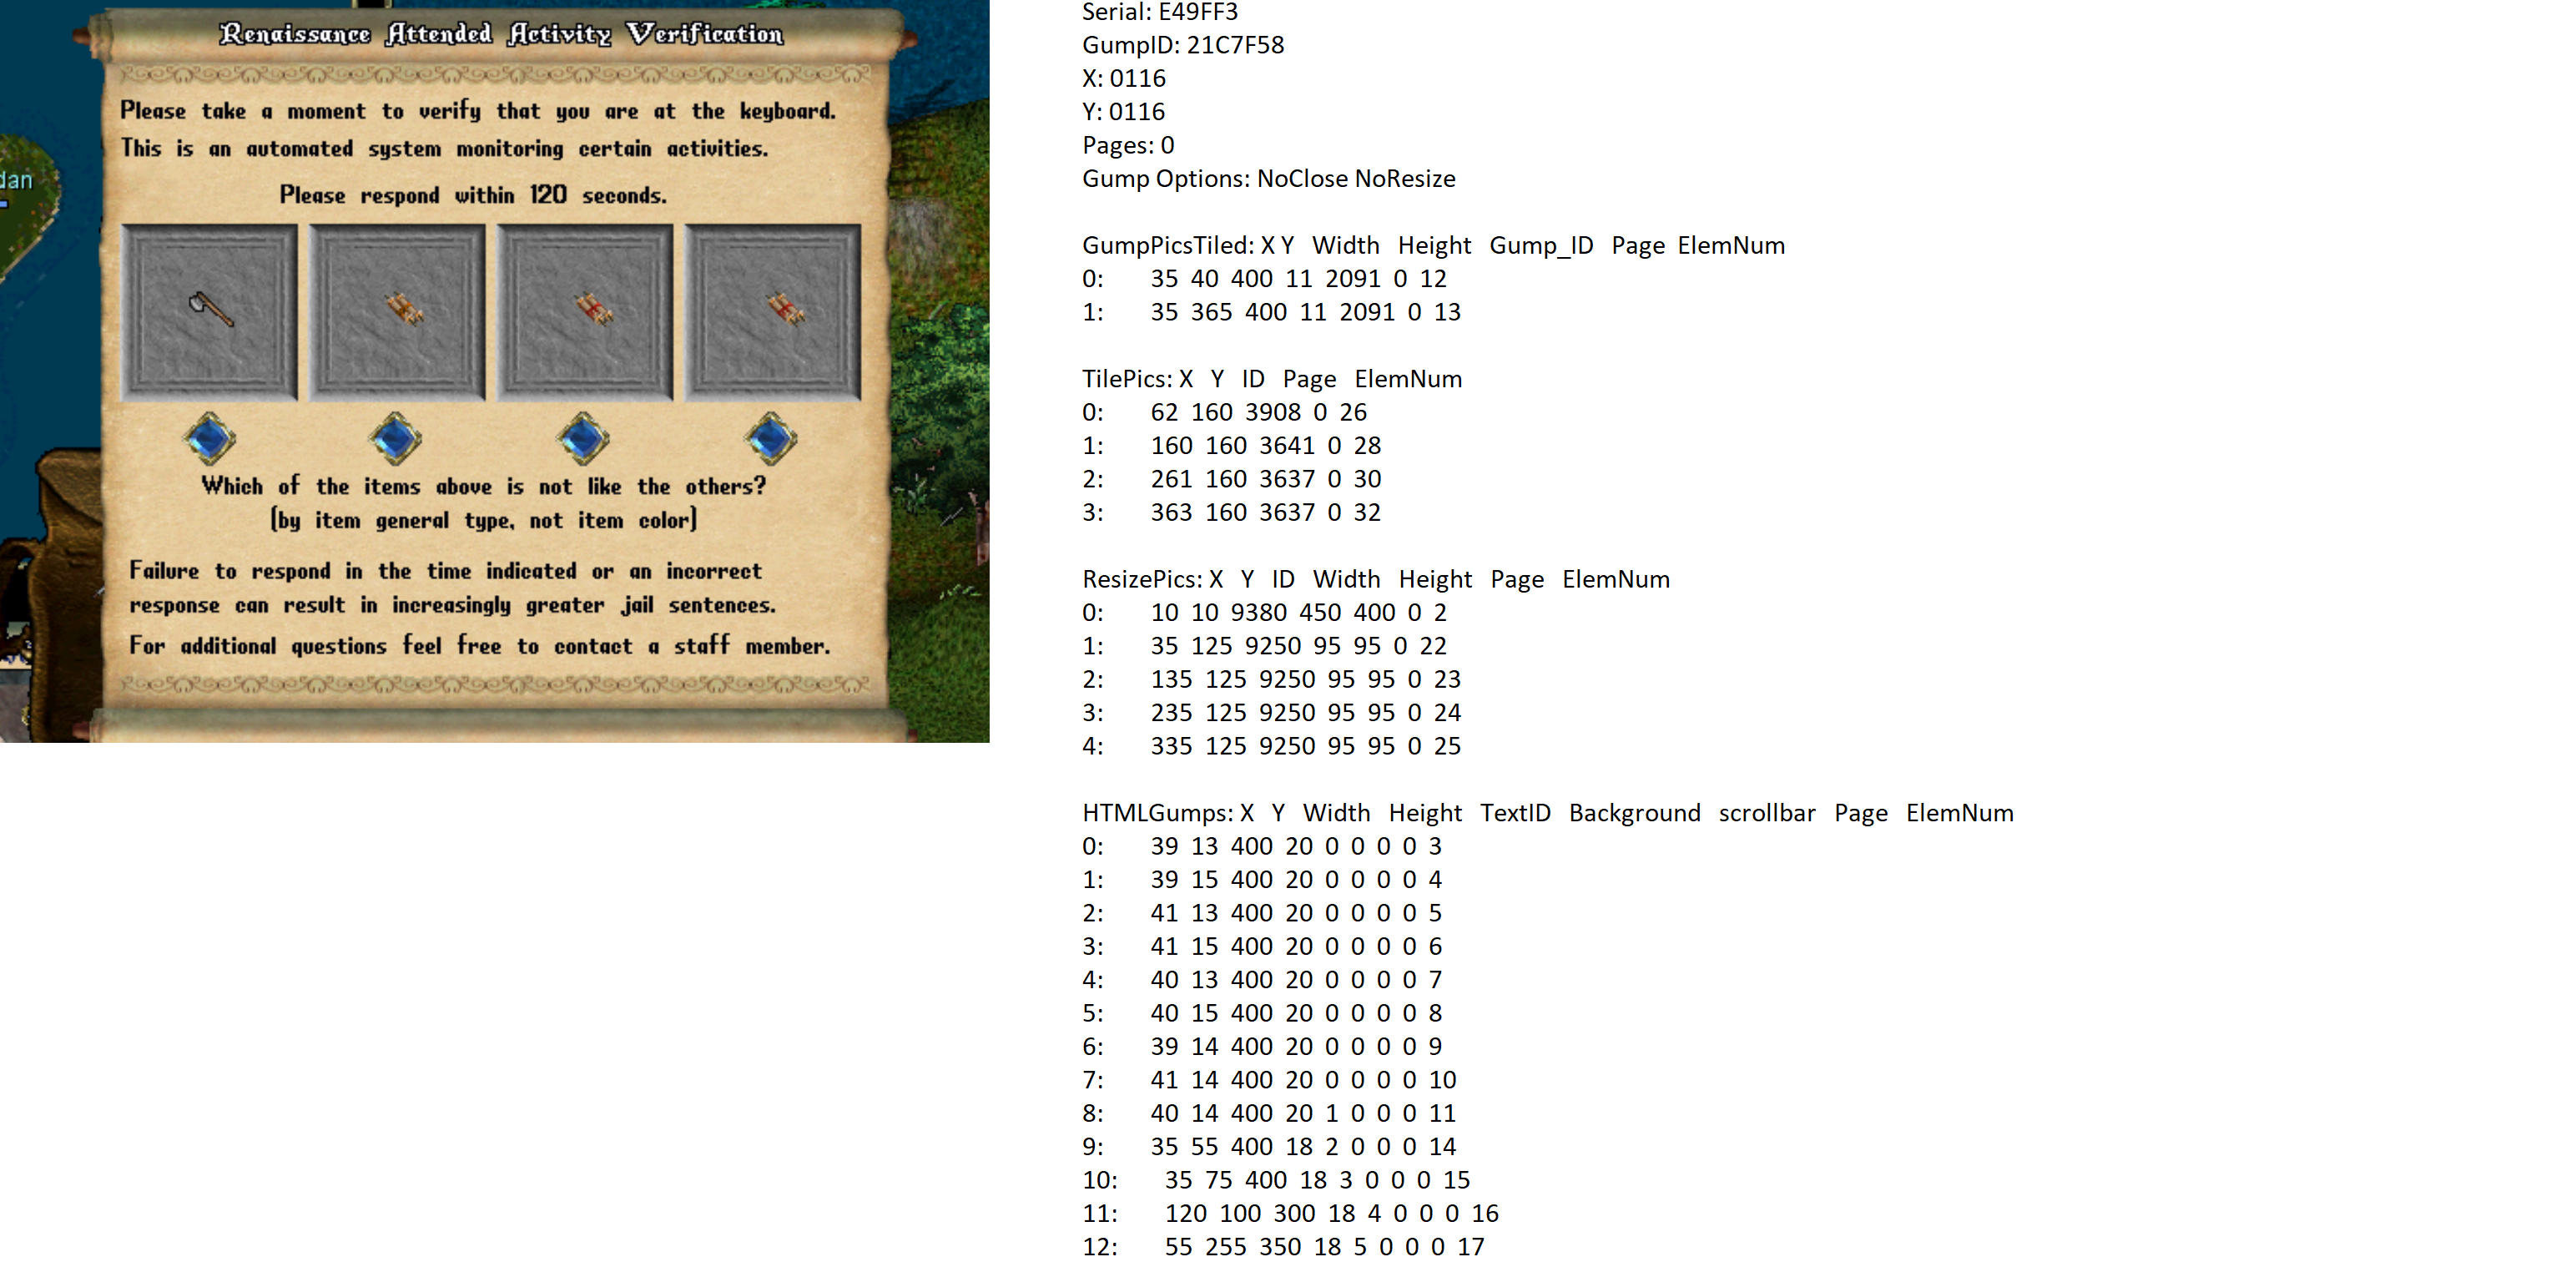 Renaissance Attended Activity Verification
Please take a moment to verify that you are at the keyboard.
This is an automated system monitoring certain activities.
dan
Please respond within 120 seconds.
Which of the items above is not like the others?
(by item general type, not item color)
Failure to respond in the time indicated or an incorrect
response can result in increasingly greater jail sentences.
For additional questions feel free to contact a staff member.
Serial: E49FF3
GumpID: 21C7F58
X: 0116
Y: 0116
Pages: 0
Gump Options: NoClose NoResize
GumpPicsTiled: X Y Width Height Gump_ID Page ElemNum
0: 35 40 400 11 2091 0 12
1: 35 365 400 11 2091 0 13
TilePics: X Y ID Page ElemNum
0: 62 160 3908 0 26
1: 160 160 3641 0 28
2: 261 160 3637 0 30
3: 363 160 3637 0 32
ResizePics: X Y ID Width Height Page ElemNum
0: 10 10 9380 450 400 0 2
1: 35 125 9250 95 95 0 22
2: 135 125 9250 95 95 0 23
3: 235 125 9250 95 95 0 24
4: 335 125 9250 95 95 0 25
HTMLGumps: X Y Width Height TextID Background scrollbar Page ElemNum
0: 39 13 400 20 0 0 0 0 3
1: 39 15 400 20 0 0 0 0 4
2: 41 13 400 20 0 0 0 0 5
3: 41 15 400 20 0 0 0 0 6
4: 40 13 400 20 0 0 0 0 7
5: 40 15 400 20 0 0 0 0 8
6: 39 14 400 20 0 0 0 0 9
7: 41 14 400 20 0 0 0 0 10
8: 40 14 400 20 1 0 0 0 11
9: 35 55 400 18 2 0 0 0 14
10: 35 75 400 18 3 0 0 0 15
11: 120 100 300 18 4 0 0 0 16
12: 55 255 350 18 5 0 0 0 17